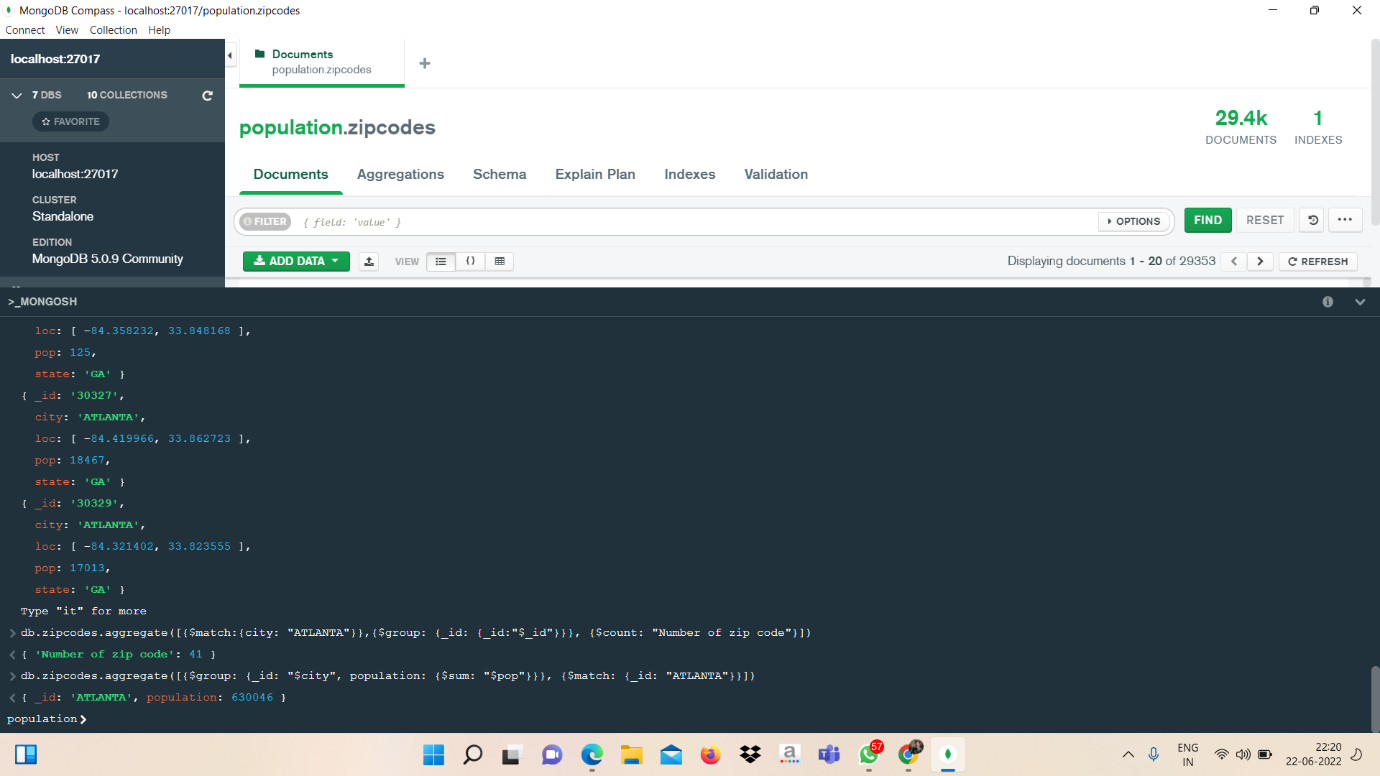 MongoDB Compass - localhost:27017/population.zipcodes
Connect View Collection Help
localhost:27017
7 DBS 10 COLLECTIONS
FAVORITE
HOST
localhost:27017
CLUSTER
Standalone
EDITION
MongoDB 5.0.9 Community
Documents
population.zipcodes
population.zipcodes
29.4k
DOCUMENTS
1
INDEXES
Documents Aggregations Schema Explain Plan Indexes Validation
FILTER { field: 'value' } OPTIONS FIND RESET
ADD DATA VIEW Displaying documents 1 - 20 of 29353 REFRESH
>_MONGOSH
loc: [ -84.358232, 33.848168 ],
pop: 125,
state: 'GA' }
{ _id: '30327',
city: 'ATLANTA',
loc: [ -84.419966, 33.862723 ],
pop: 18467,
state: 'GA' }
{ _id: '30329',
city: 'ATLANTA',
loc: [ -84.321402, 33.823555 ],
pop: 17013,
state: 'GA' }
Type "it" for more
> db.zipcodes.aggregate([{$match:{city: "ATLANTA"}},{$group: {_id: {_id:"$_id"}}}, {$count: "Number of zip code"}])
< { 'Number of zip code': 41 }
> db.zipcodes.aggregate([{$group: {_id: "$city", population: {$sum: "$pop"}}}, {$match: {_id: "ATLANTA"}}])
< { _id: 'ATLANTA', population: 630046 }
population>
57
ENG
IN
22:20
22-06-2022